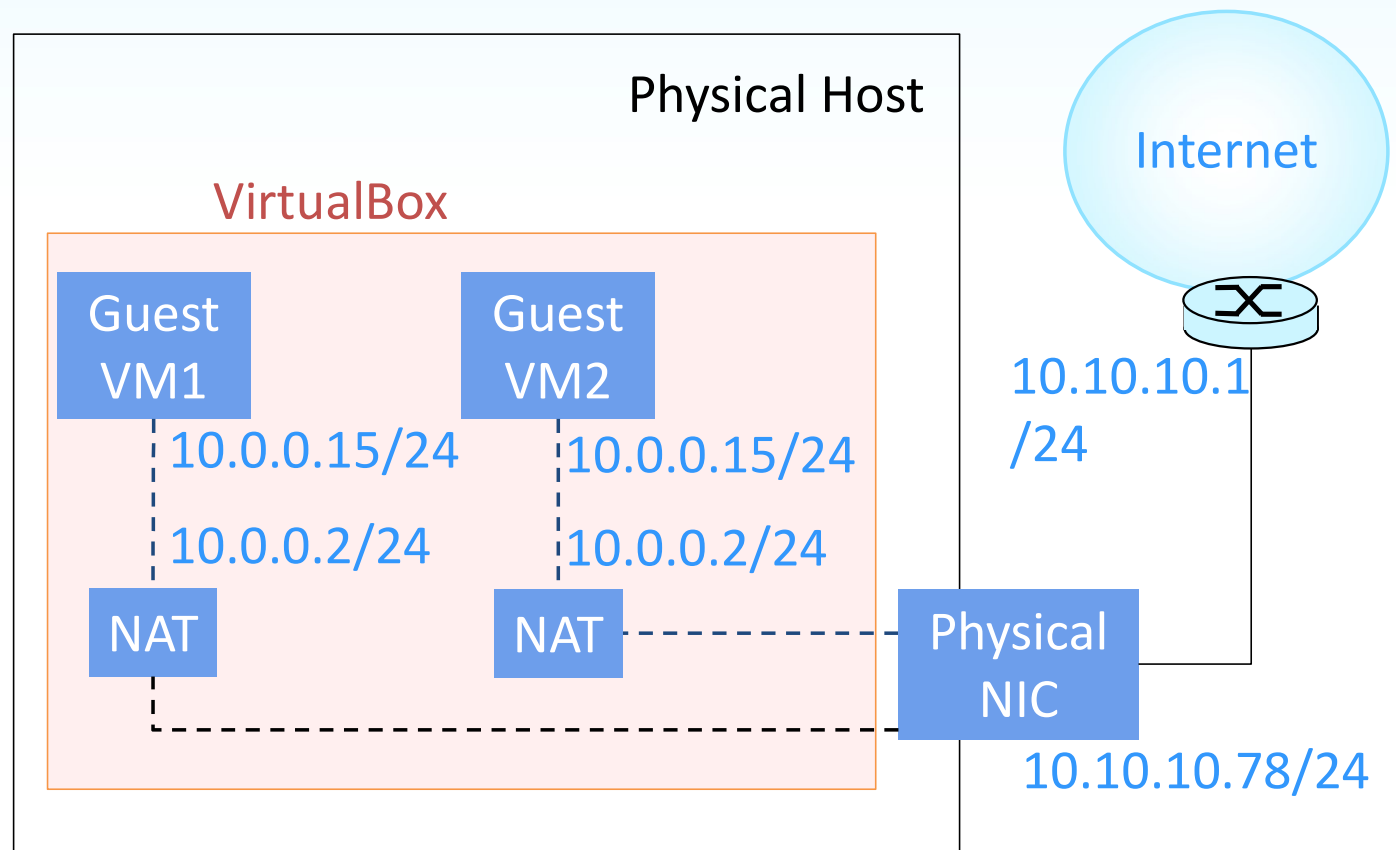 Physical Host
Internet
VirtualBox
Guest
VM1
Guest
VM2
10.10.10.1
/24
10.0.0.15/24
10.0.0.15/24
10.0.0.2/24
10.0.0.2/24
NAT
NAT
Physical
NIC
10.10.10.78/24